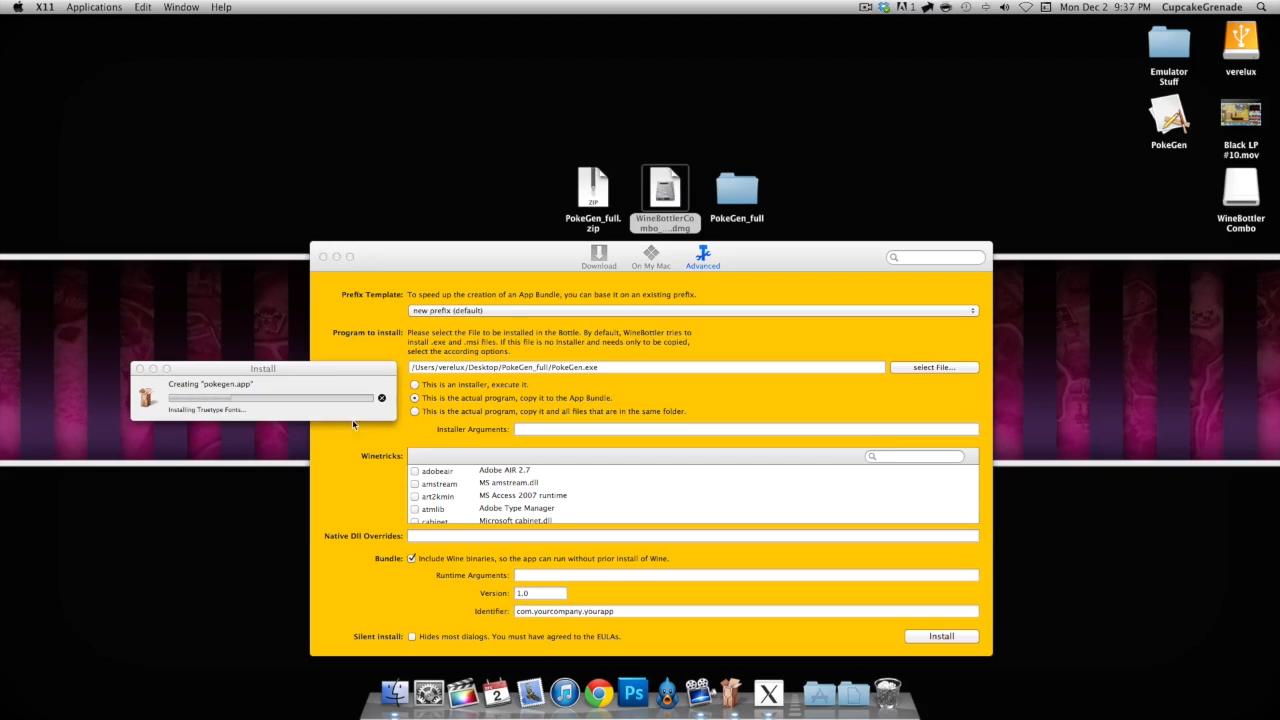 X11 Applications Edit Window Help
1 Mon Dec 2 9:37 PM CupcakeGrenade
Emulator
Stuff
verelux
PokeGen
Black LP
#10.mov
WineBottler
Combo
ZIP
PokeGen_full.
zip
WineBottlerCo
mbo_....dmg
PokeGen_full
Download On My Mac Advanced
Prefix Template: To speed up the creation of an App Bundle, you can base it on an existing prefix.
new prefix (default)
Program to install: Please select the File to be installed in the Bottle. By default, WineBottler tries to
install .exe and .msi files. If this file is no Installer and needs only to be copied,
select the according options.
/Users/verelux/Desktop/PokeGen_full/PokeGen.exe select File...
This is an installer, execute it.
This is the actual program, copy it to the App Bundle.
This is the actual program, copy it and all files that are in the same folder.
Installer Arguments:
Install
Creating "pokegen.app"
Installing Truetype Fonts...
Winetricks:
adobeair Adobe AIR 2.7
amstream MS amstream.dll
art2kmin MS Access 2007 runtime
atmlib Adobe Type Manager
cabinet Microsoft cabinet.dll
Native Dll Overrides:
Bundle: Include Wine binaries, so the app can run without prior install of Wine.
Runtime Arguments:
Version: 1.0
Identifier: com.yourcompany.yourapp
Silent install: Hides most dialogs. You must have agreed to the EULAs.
Install
2
Ps
X